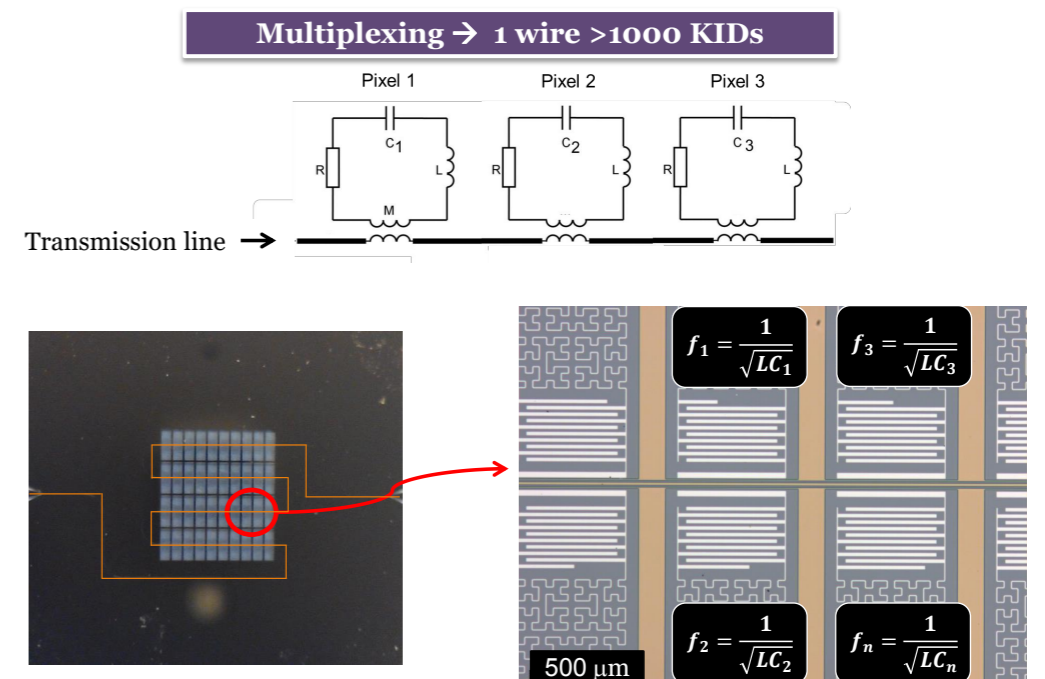 Multiplexing → 1 wire >1000 KIDs
Pixel 1 Pixel 2 Pixel 3
C1 C2 C3
R L R L R L
M
Transmission line →
f₁ = 1/√(LC₁) f₃ = 1/√(LC₃)
f₂ = 1/√(LC₂) fₙ = 1/√(LCₙ)
500 µm